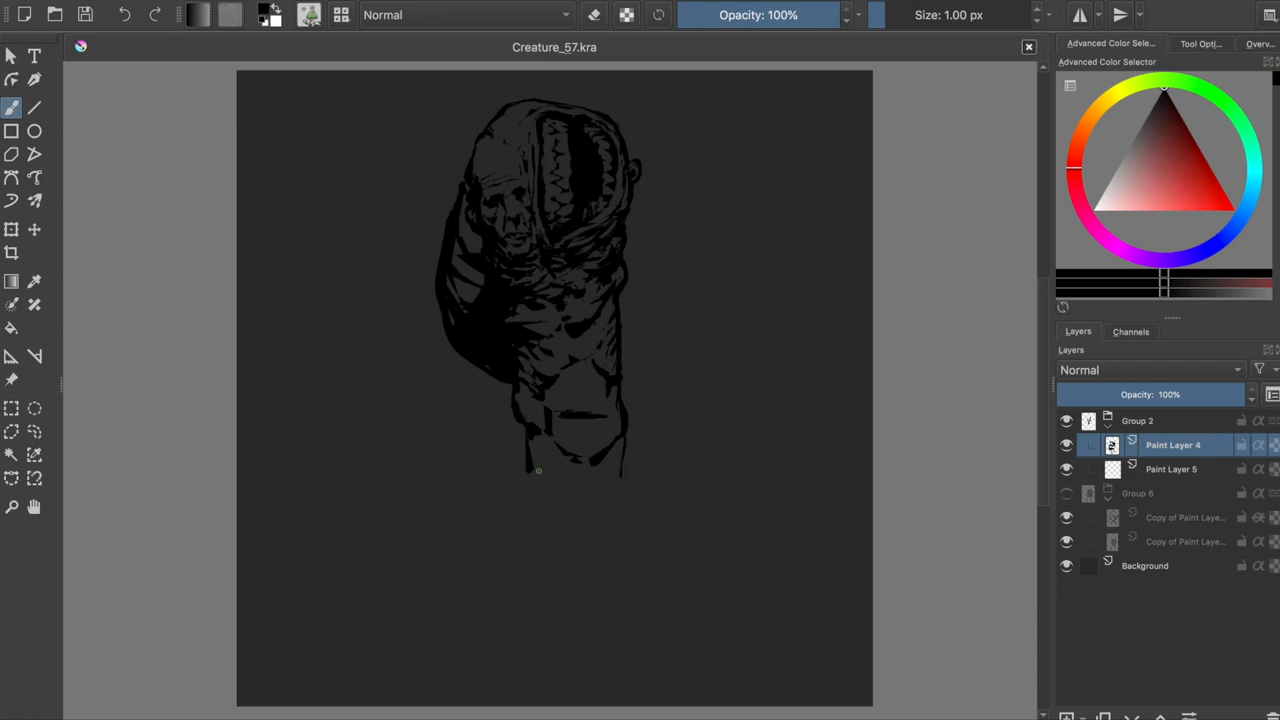 Normal
Opacity: 100%
Size: 1.00 px
Creature_57.kra
Advanced Color Sele...
Tool Opti...
Overv...
Advanced Color Selector
Layers
Channels
Layers
Normal
Opacity: 100%
Group 2
Paint Layer 4
Paint Layer 5
Group 6
Copy of Paint Laye...
Copy of Paint Laye...
Background